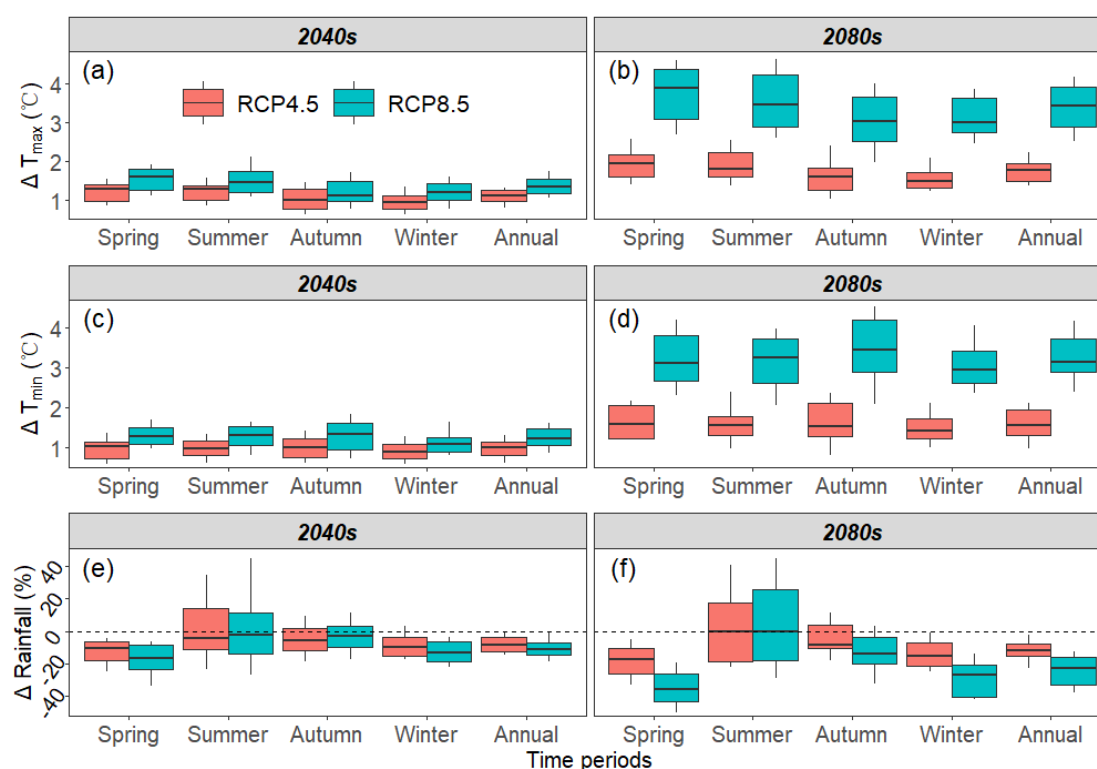 2040s
2080s
(a)
(b)
RCP4.5
RCP8.5
Δ Tmax (℃)
4
3
2
1
Spring
Summer
Autumn
Winter
Annual
Spring
Summer
Autumn
Winter
Annual
2040s
2080s
(c)
(d)
Δ Tmin (℃)
4
3
2
1
Spring
Summer
Autumn
Winter
Annual
Spring
Summer
Autumn
Winter
Annual
2040s
2080s
(e)
(f)
Δ Rainfall (%)
40
20
0
-20
-40
Spring
Summer
Autumn
Winter
Annual
Spring
Summer
Autumn
Winter
Annual
Time periods